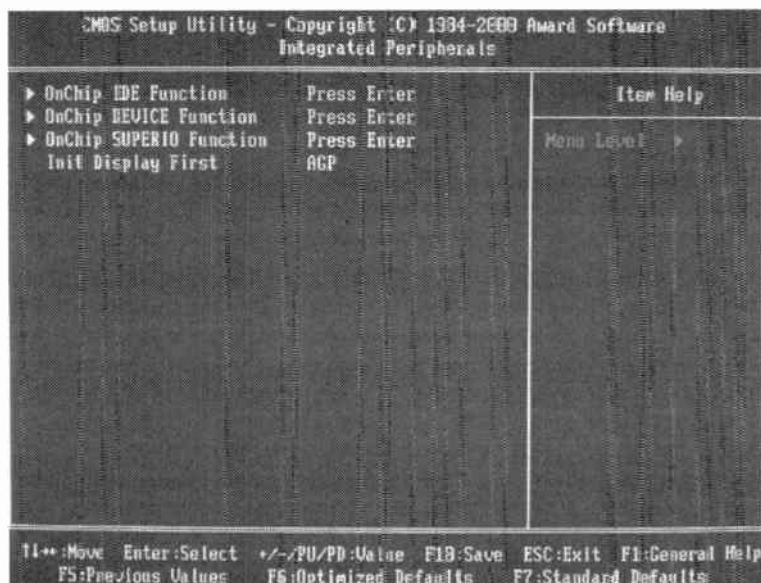 CMOS Setup Utility - Copyright (C) 1984-2000 Award Software
Integrated Peripherals
▶ OnChip IDE Function Press Enter
▶ OnChip DEVICE Function Press Enter
▶ OnChip SUPERIO Function Press Enter
Init Display First AGP
Item Help
Menu Level ▶
↑↓→←:Move Enter:Select +/-/PU/PD:Value F10:Save ESC:Exit F1:General Help
F5:Previous Values F6:Optimized Defaults F7:Standard Defaults